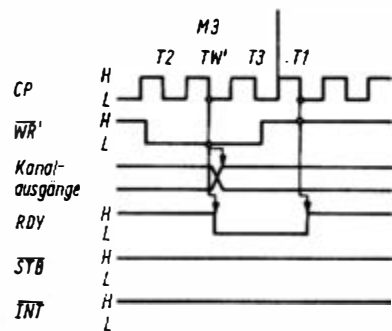 M3
T2 TW' T3 T1
CP H
L
WR' H
L
Kanal-
ausgänge
RDY H
L
STB H
L
INT H
L